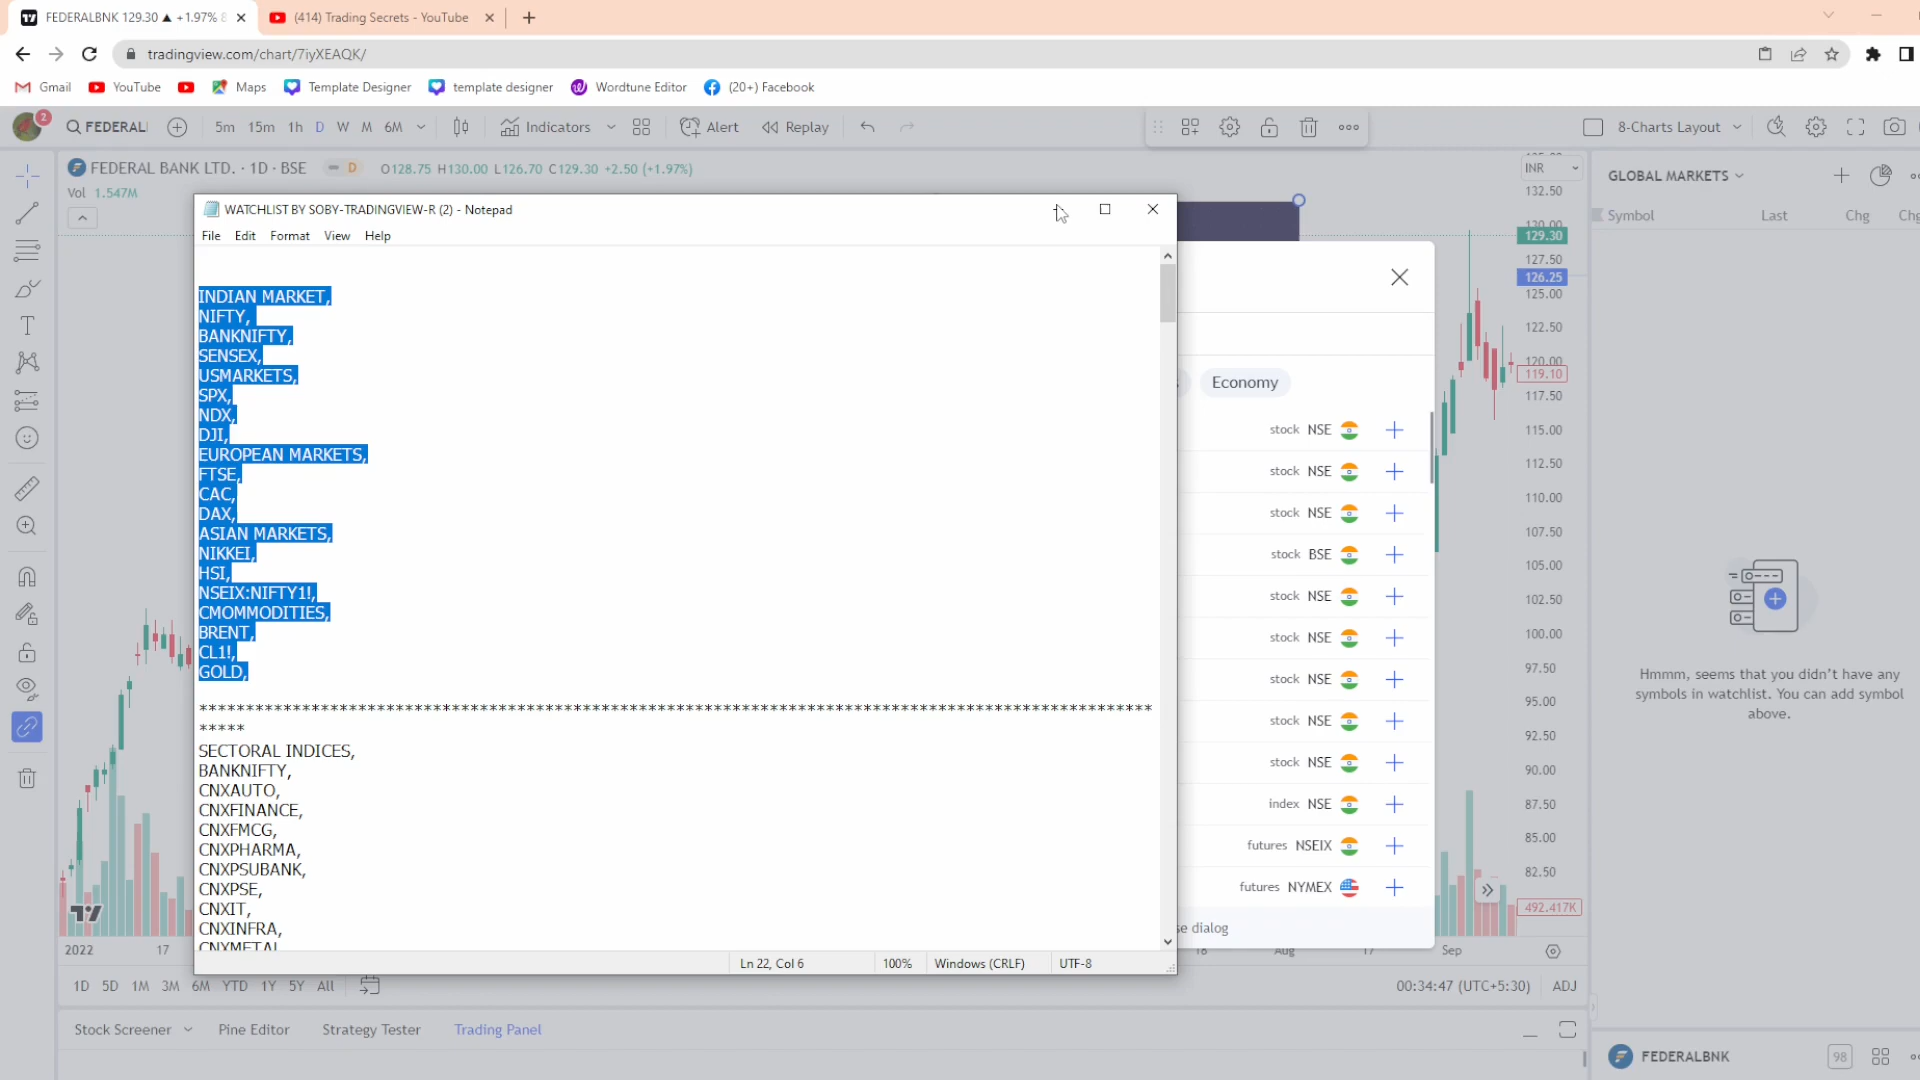 FEDERALBNK 129.30 ▲ +1.97%
(414) Trading Secrets - YouTube
tradingview.com/chart/7iyXEAQK/
Gmail YouTube Maps Template Designer template designer Wordtune Editor (20+) Facebook
2 FEDERAL 5m 15m 1h D W M 6M Indicators Alert Replay 8-Charts Layout
FEDERAL BANK LTD. · 1D · BSE D O128.75 H130.00 L126.70 C129.30 +2.50 (+1.97%)
Vol 1.547M
WATCHLIST BY SOBY-TRADINGVIEW-R (2) - Notepad
File Edit Format View Help
INDIAN MARKET,
NIFTY,
BANKNIFTY,
SENSEX,
USMARKETS,
SPX,
NDX,
DJI,
EUROPEAN MARKETS,
FTSE,
CAC,
DAX,
ASIAN MARKETS,
NIKKEI,
HSI,
NSEIX:NIFTY1!,
CMOMMODITIES,
BRENT,
CL1!,
GOLD,
*******************************************************************************************************
*****
SECTORAL INDICES,
BANKNIFTY,
CNXAUTO,
CNXFINANCE,
CNXFMCG,
CNXPHARMA,
CNXPSUBANK,
CNXPSE,
CNXIT,
CNXINFRA,
CNXMETAL
Ln 22, Col 6 100% Windows (CRLF) UTF-8
Economy
stock NSE
stock NSE
stock NSE
stock BSE
stock NSE
stock NSE
stock NSE
stock NSE
stock NSE
index NSE
futures NSEIX
futures NYMEX
dialog
INR
132.50
129.30
127.50
126.25
125.00
122.50
120.00
119.10
117.50
115.00
112.50
110.00
107.50
105.00
102.50
100.00
97.50
95.00
92.50
90.00
87.50
85.00
82.50
492.417K
2022 17 18 Aug 17 Sep
1D 5D 1M 3M 6M YTD 1Y 5Y All
00:34:47 (UTC+5:30) ADJ
Stock Screener Pine Editor Strategy Tester Trading Panel
GLOBAL MARKETS
Symbol Last Chg
Hmmm, seems that you didn't have any
symbols in watchlist. You can add symbol
above.
FEDERALBNK 98